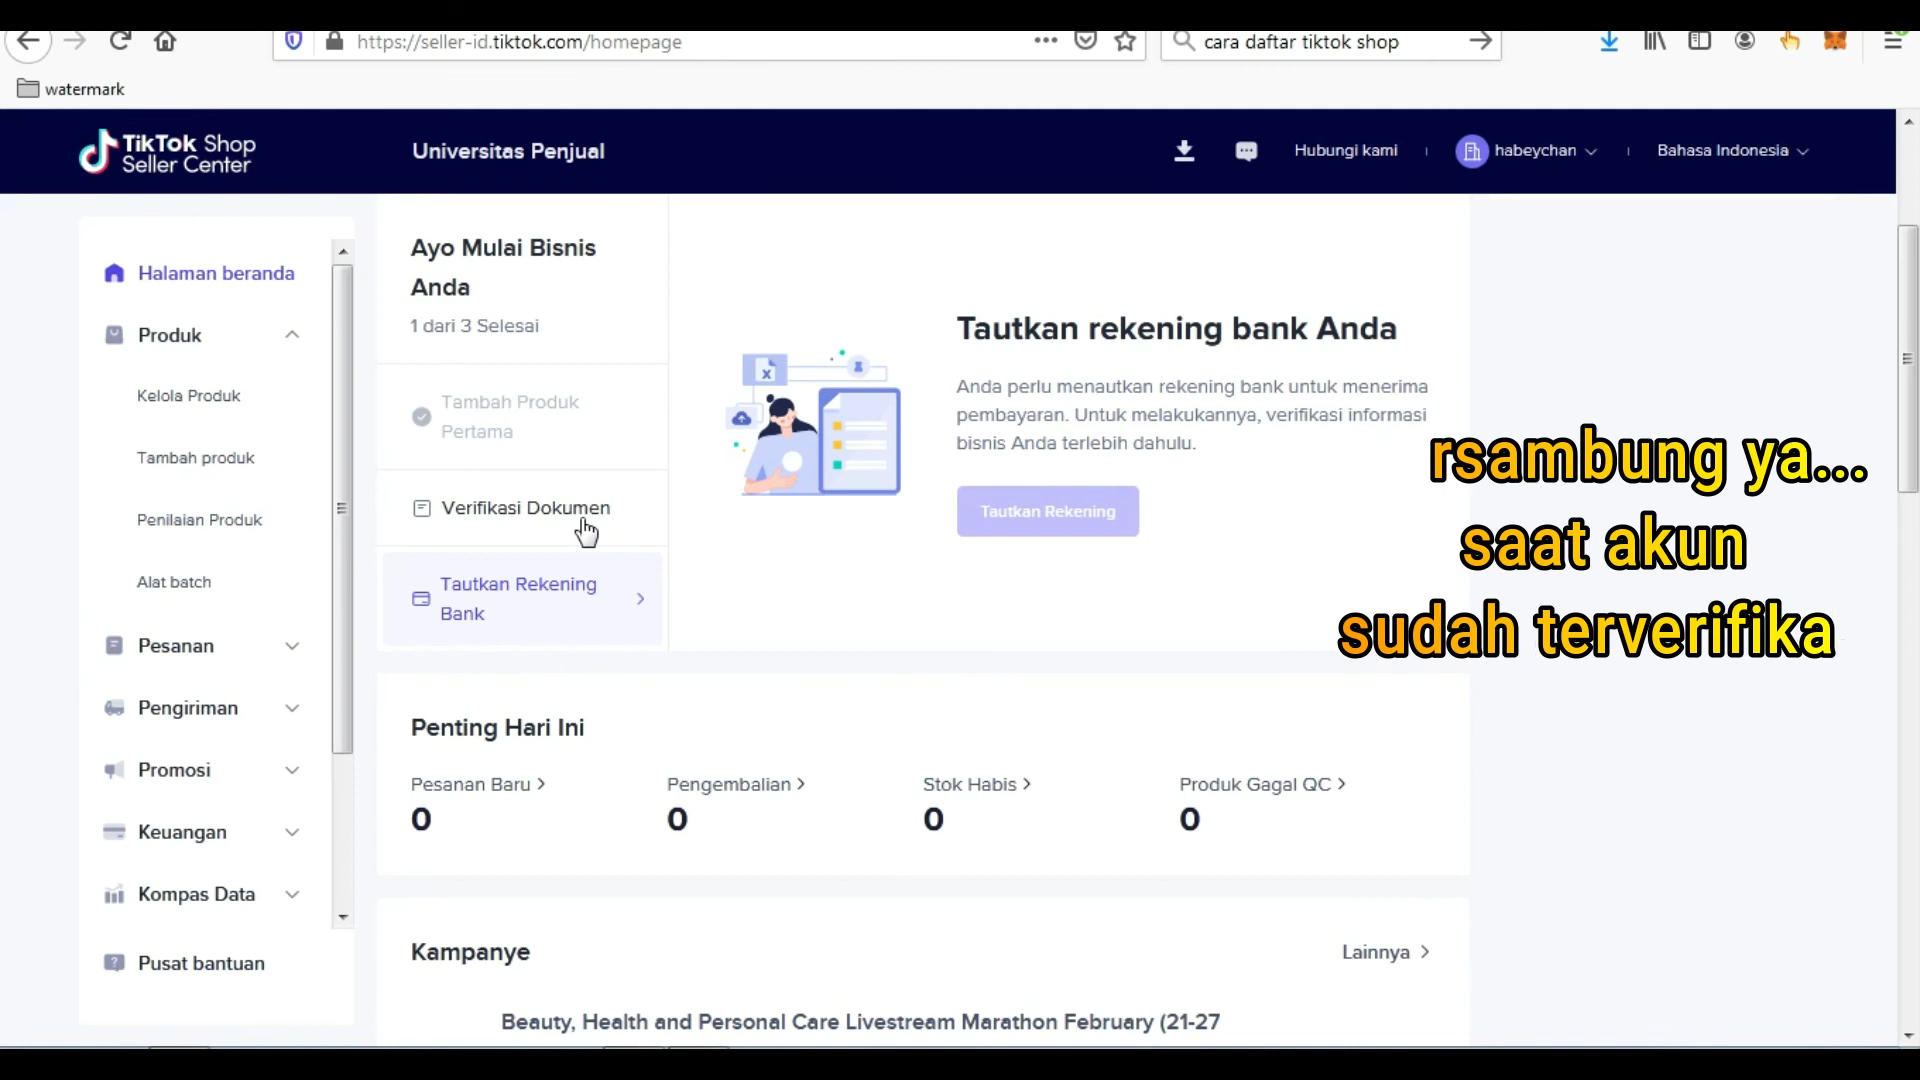 https://seller-id.tiktok.com/homepage
cara daftar tiktok shop
watermark
TikTok Shop
Seller Center
Universitas Penjual
Hubungi kami
habeychan
Bahasa Indonesia
Halaman beranda
Produk
Kelola Produk
Tambah produk
Penilaian Produk
Alat batch
Pesanan
Pengiriman
Promosi
Keuangan
Kompas Data
Pusat bantuan
Ayo Mulai Bisnis
Anda
1 dari 3 Selesai
Tambah Produk
Pertama
Verifikasi Dokumen
Tautkan Rekening
Bank
Tautkan rekening bank Anda
Anda perlu menautkan rekening bank untuk menerima
pembayaran. Untuk melakukannya, verifikasi informasi
bisnis Anda terlebih dahulu.
Tautkan Rekening
rsambung ya...
saat akun
sudah terverifika
Penting Hari Ini
Pesanan Baru
0
Pengembalian
0
Stok Habis
0
Produk Gagal QC
0
Kampanye
Lainnya
Beauty, Health and Personal Care Livestream Marathon February (21-27